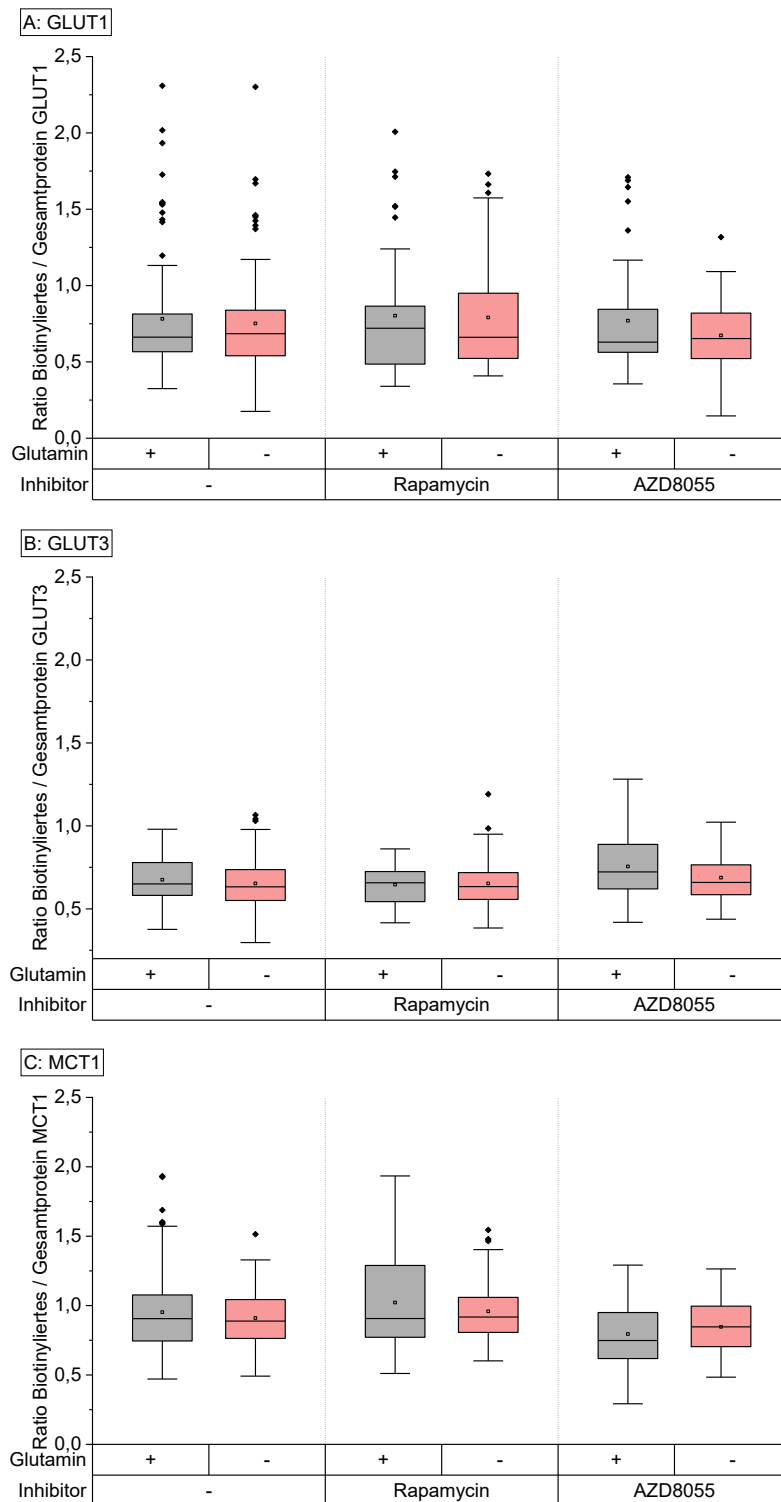 A: GLUT1
Ratio Biotinyliertes / Gesamtprotein GLUT1
2,5
2,0
1,5
1,0
0,5
0,0
Glutamin + - + - + -
Inhibitor - Rapamycin AZD8055
B: GLUT3
Ratio Biotinyliertes / Gesamtprotein GLUT3
2,5
2,0
1,5
1,0
0,5
Glutamin + - + - + -
Inhibitor - Rapamycin AZD8055
C: MCT1
Ratio Biotinyliertes / Gesamtprotein MCT1
2,5
2,0
1,5
1,0
0,5
0,0
Glutamin + - + - + -
Inhibitor - Rapamycin AZD8055